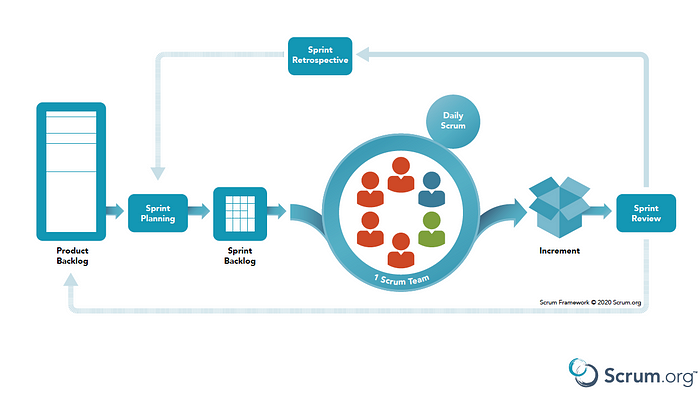 Sprint
Retrospective
Daily
Scrum
Sprint
Planning
Sprint
Review
Product
Backlog
Sprint
Backlog
1 Scrum Team
Increment
Scrum Framework © 2020 Scrum.org
Scrum.org™